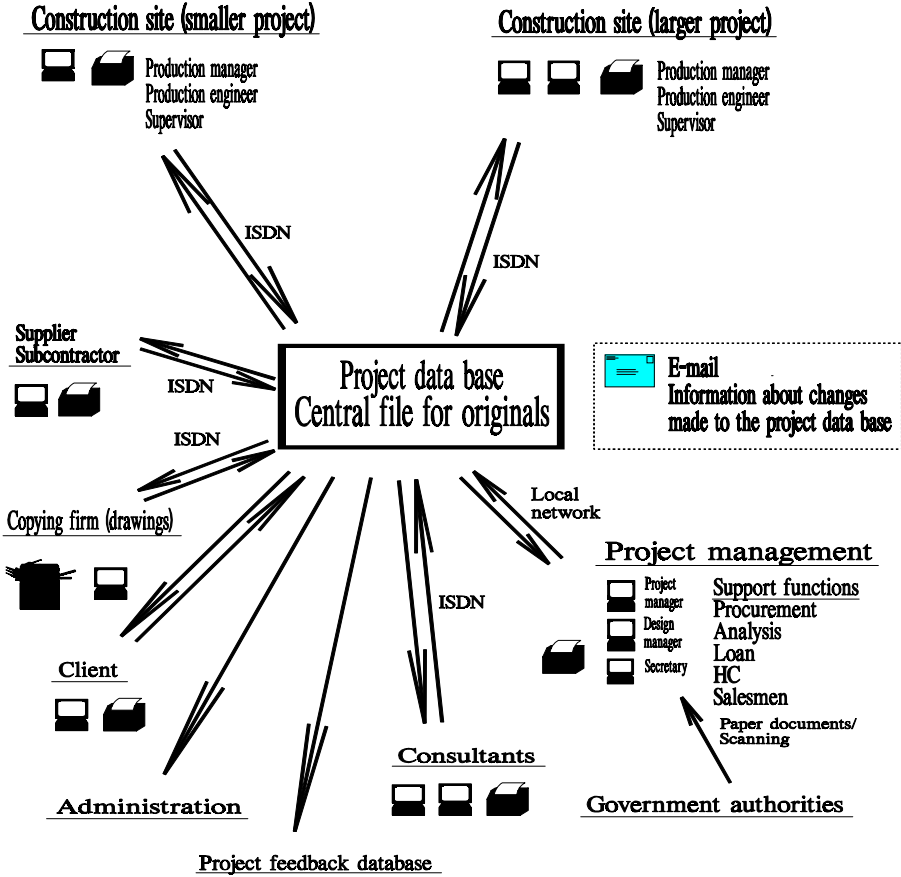 Construction site (smaller project)
Production manager
Production engineer
Supervisor
Construction site (larger project)
Production manager
Production engineer
Supervisor
ISDN
ISDN
Supplier
Subcontractor
ISDN
Project data base
Central file for originals
E-mail
Information about changes
made to the project data base
ISDN
Copying firm (drawings)
Local
network
Project management
Project
manager
Design
manager
Secretary
Support functions
Procurement
Analysis
Loan
HC
Salesmen
ISDN
Client
Paper documents/
Scanning
Consultants
Administration
Government authorities
Project feedback database